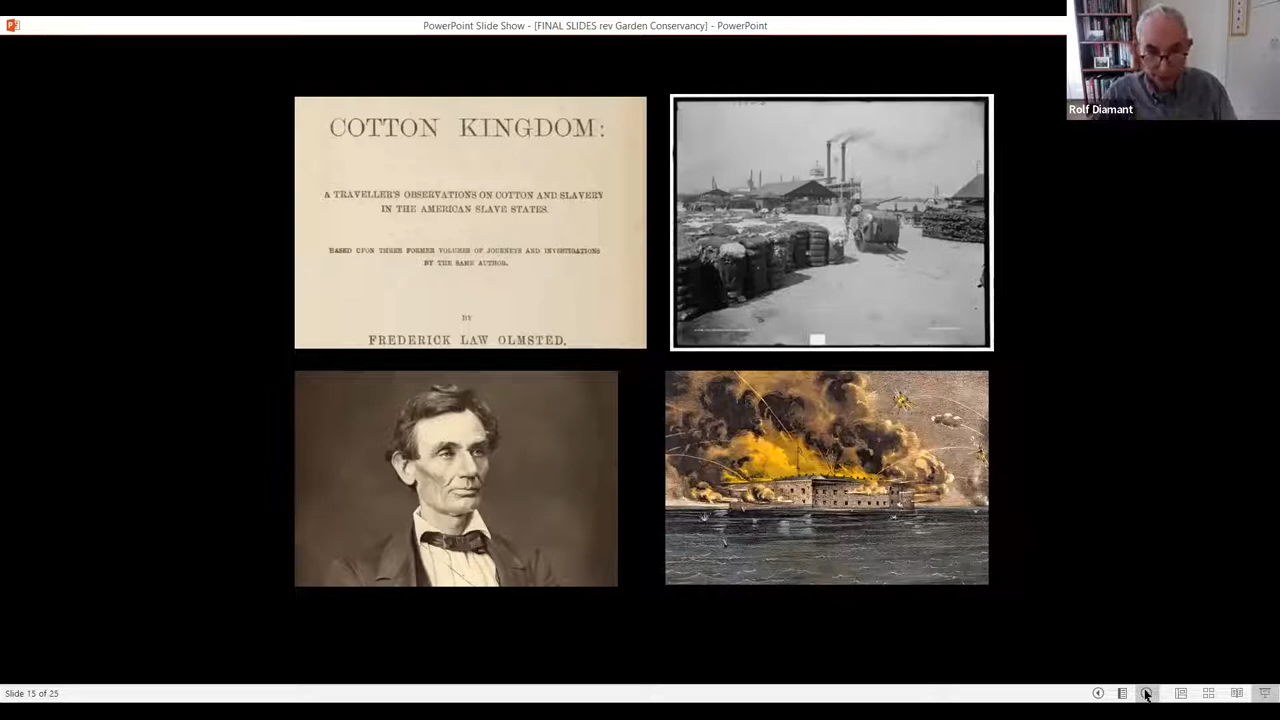 PowerPoint Slide Show - [FINAL SLIDES rev Garden Conservancy] - PowerPoint
Rolf Diamant
COTTON KINGDOM:
A TRAVELLER'S OBSERVATIONS ON COTTON AND SLAVERY
IN THE AMERICAN SLAVE STATES.
BASED UPON THREE FORMER VOLUMES OF JOURNEYS AND INVESTIGATIONS
BY THE SAME AUTHOR.
BY
FREDERICK LAW OLMSTED.
Slide 15 of 25